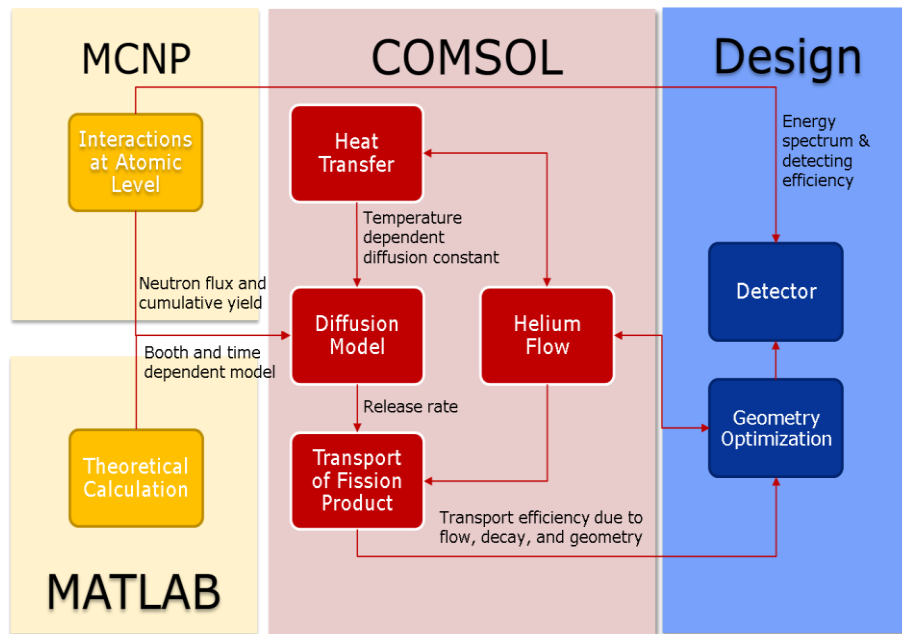 MCNP
COMSOL
Design
Interactions
at Atomic
Level
Heat
Transfer
Energy
spectrum &
detecting
efficiency
Temperature
dependent
diffusion constant
Neutron flux and
cumulative yield
Detector
Diffusion
Model
Helium
Flow
Booth and time
dependent model
Release rate
Geometry
Optimization
Theoretical
Calculation
Transport
of Fission
Product
Transport efficiency due to
flow, decay, and geometry
MATLAB